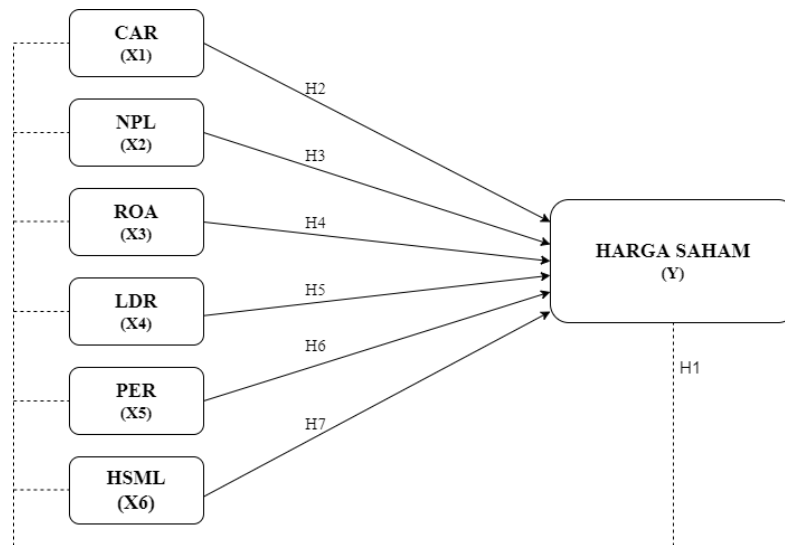 CAR
(X1)
H2
NPL
(X2)
H3
ROA
(X3)
H4
HARGA SAHAM
(Y)
LDR
(X4)
H5
H6
H1
PER
(X5)
H7
HSML
(X6)